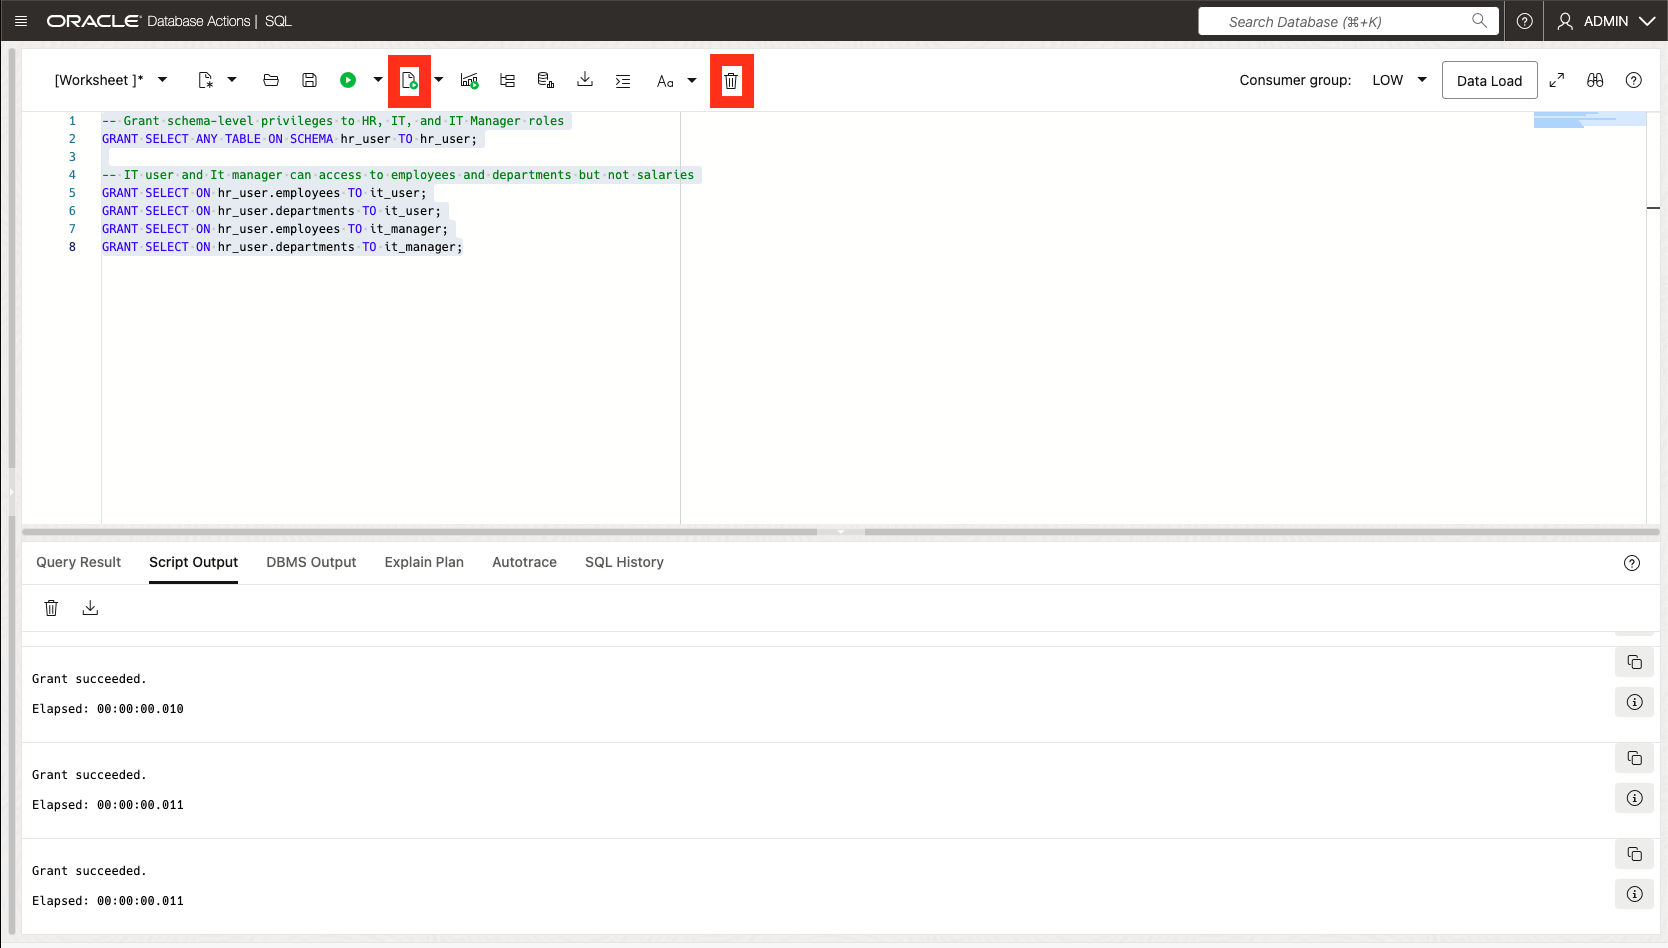 ORACLE Database Actions | SQL
Search Database (⌘+K)
ADMIN
[Worksheet ]*
Aa
Consumer group: LOW
Data Load
1 -- Grant schema-level privileges to HR, IT, and IT Manager roles
2 GRANT SELECT ANY TABLE ON SCHEMA hr_user TO hr_user;
3
4 -- IT user and It manager can access to employees and departments but not salaries
5 GRANT SELECT ON hr_user.employees TO it_user;
6 GRANT SELECT ON hr_user.departments TO it_user;
7 GRANT SELECT ON hr_user.employees TO it_manager;
8 GRANT SELECT ON hr_user.departments TO it_manager;
Query Result Script Output DBMS Output Explain Plan Autotrace SQL History
Grant succeeded.
Elapsed: 00:00:00.010
Grant succeeded.
Elapsed: 00:00:00.011
Grant succeeded.
Elapsed: 00:00:00.011